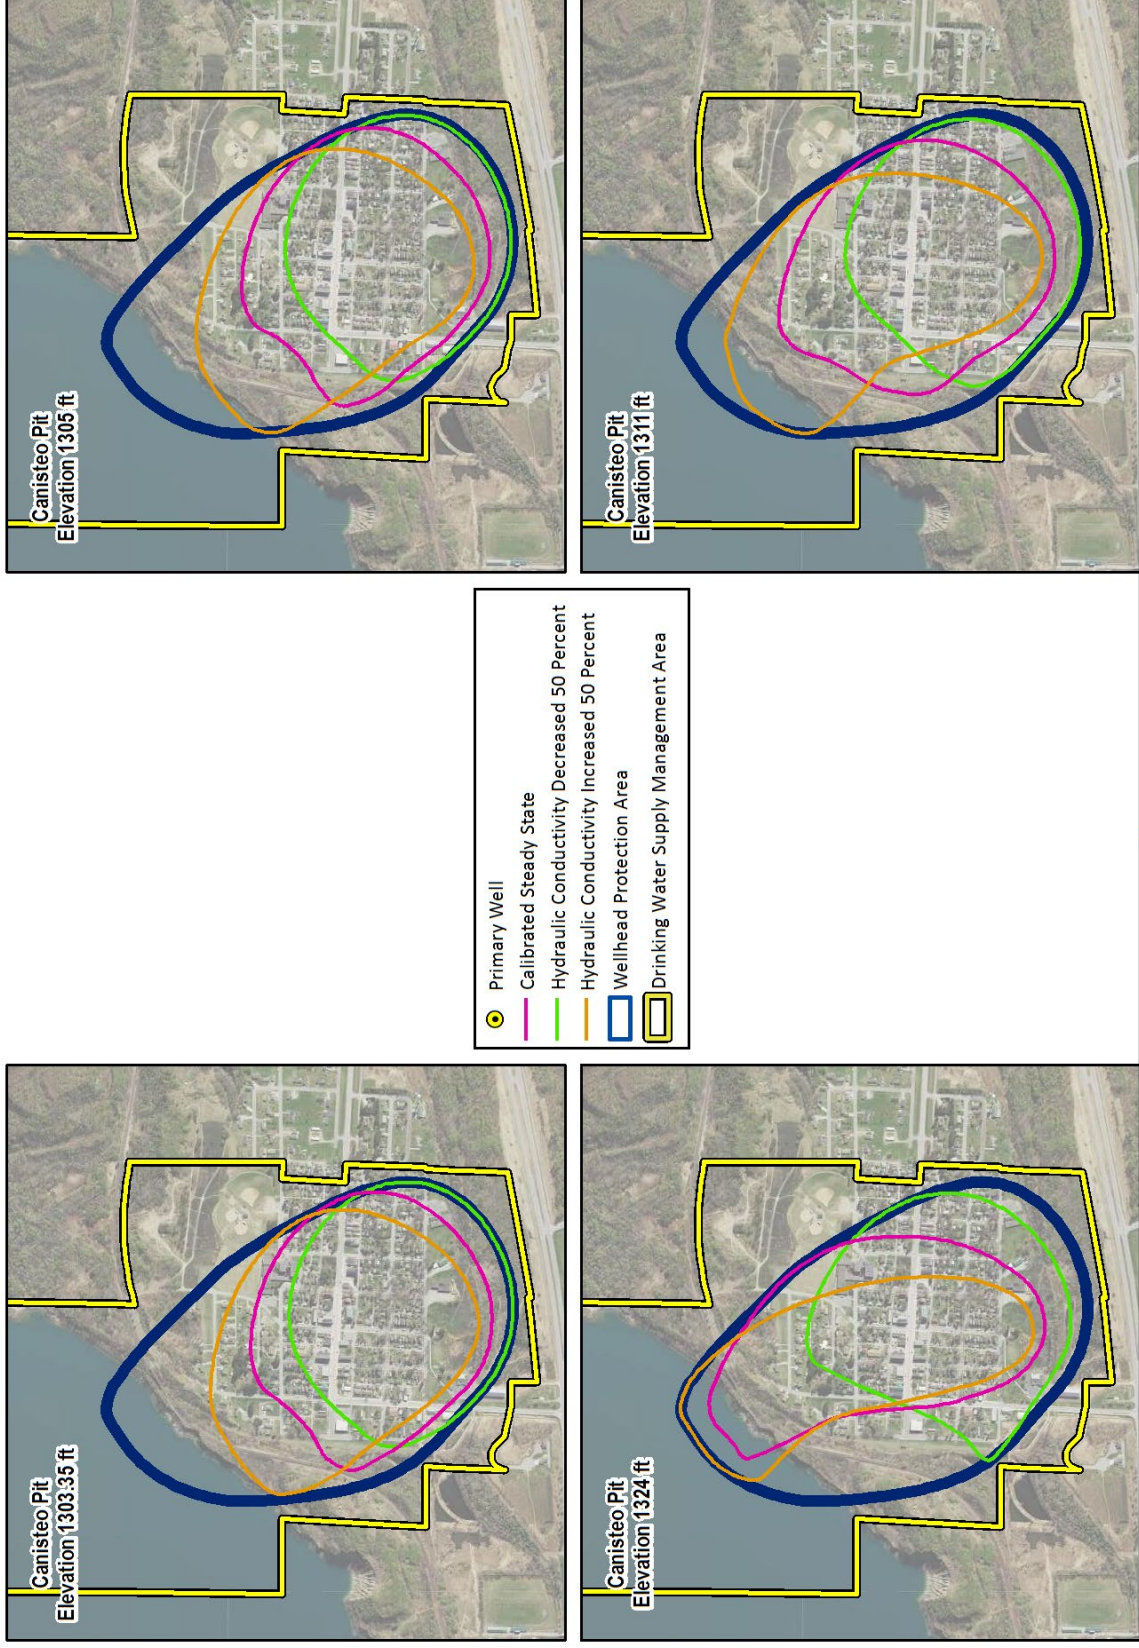 Canisteo Pit
Elevation 1303.35 ft
Canisteo Pit
Elevation 1324 ft
Primary Well
Calibrated Steady State
Hydraulic Conductivity Decreased 50 Percent
Hydraulic Conductivity Increased 50 Percent
Wellhead Protection Area
Drinking Water Supply Management Area
Canisteo Pit
Elevation 1305 ft
Canisteo Pit
Elevation 1311 ft